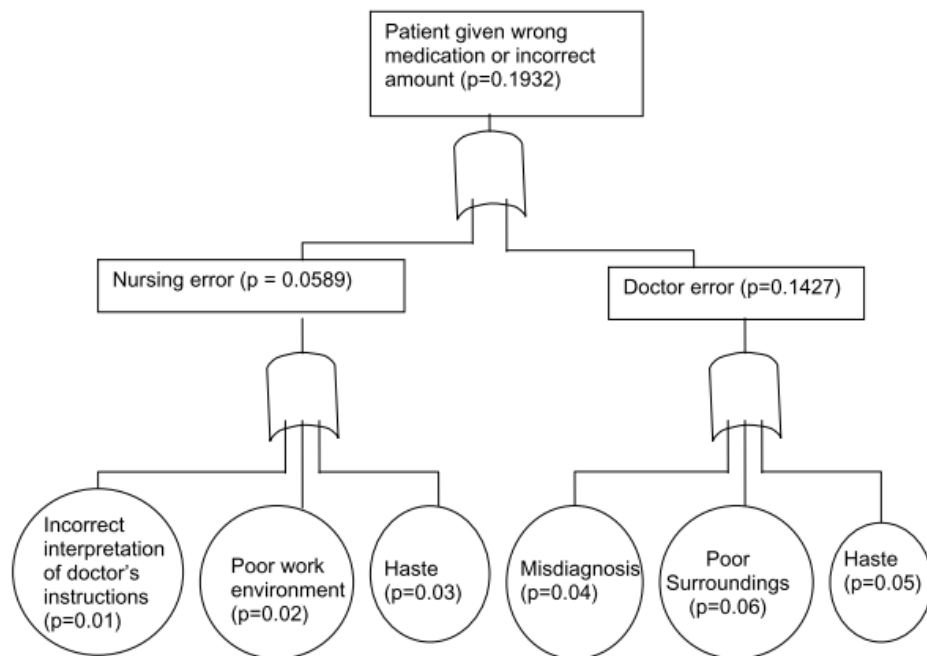 Patient given wrong
medication or incorrect
amount (p=0.1932)
Nursing error (p = 0.0589)
Doctor error (p=0.1427)
Incorrect
interpretation
of doctor's
instructions
(p=0.01)
Poor work
environment
(p=0.02)
Haste
(p=0.03)
Misdiagnosis
(p=0.04)
Poor
Surroundings
(p=0.06)
Haste
(p=0.05)